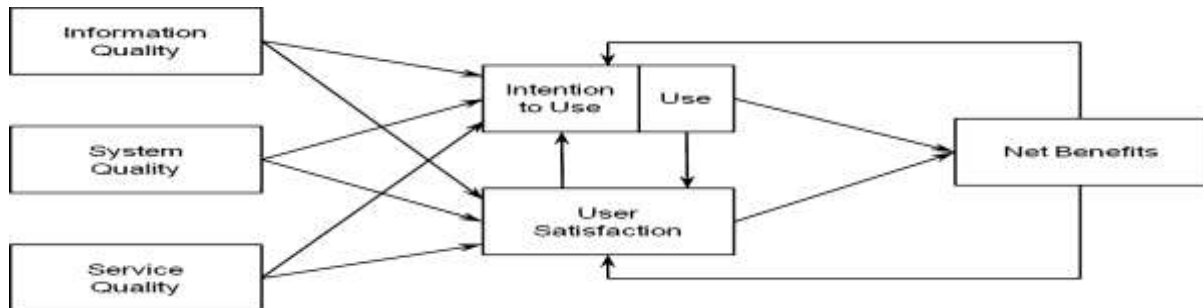 Information
Quality
Intention
to Use
Use
System
Quality
Net Benefits
User
Satisfaction
Service
Quality